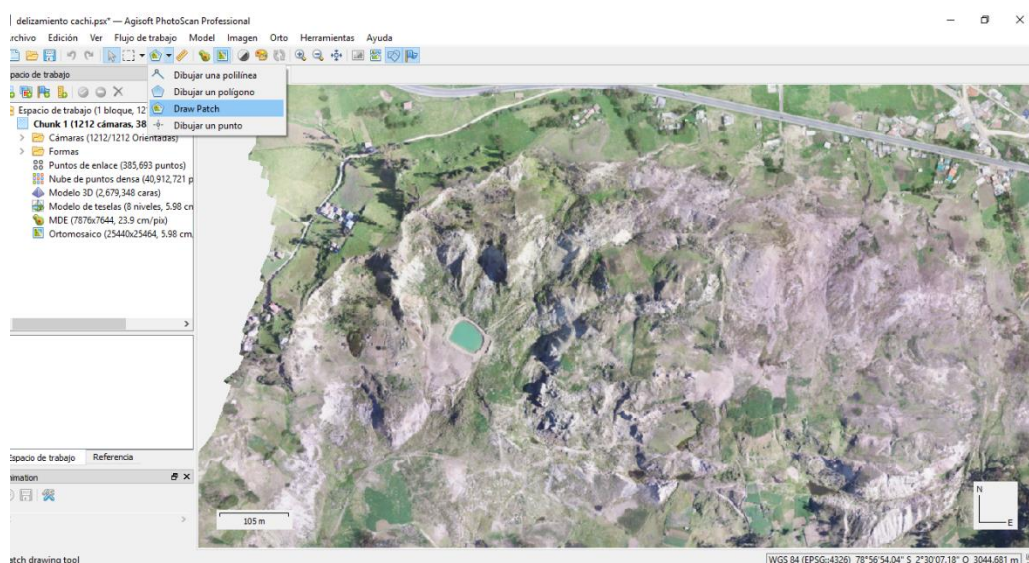 delizamiento cachi.psx* — Agisoft PhotoScan Professional
rchivo Edición Ver Flujo de trabajo Model Imagen Orto Herramientas Ayuda
pacio de trabajo
Dibujar una polilínea
Dibujar un polígono
Draw Patch
Dibujar un punto
Espacio de trabajo (1 bloque, 12
Chunk 1 (1212 cámaras, 38
Cámaras (1212/1212 Orientadas)
Formas
Puntos de enlace (385,693 puntos)
Nube de puntos densa (40,912,721 p
Modelo 3D (2,679,348 caras)
Modelo de teselas (8 niveles, 5.98 cn
MDE (7876x7644, 23.9 cm/pix)
Ortomosaico (25440x25464, 5.98 cm,
Espacio de trabajo Referencia
nimation
105 m
N
E
atch drawing tool
WGS 84 (EPSG::4326) 78°56'54.04" S 2°30'07.18" O 3044.681 m